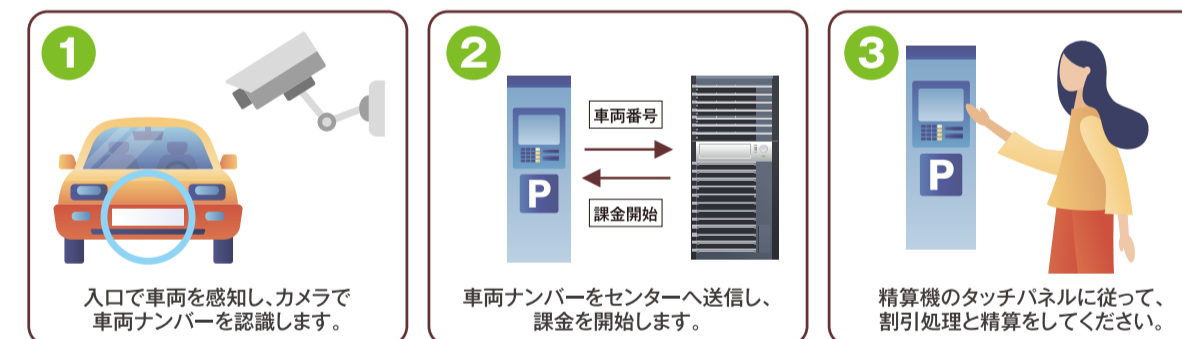 1
入口で車両を感知し、カメラで
車両ナンバーを認識します。
2
車両番号
P
課金開始
車両ナンバーをセンターへ送信し、
課金を開始します。
3
P
精算機のタッチパネルに従って、
割引処理と精算をしてください。